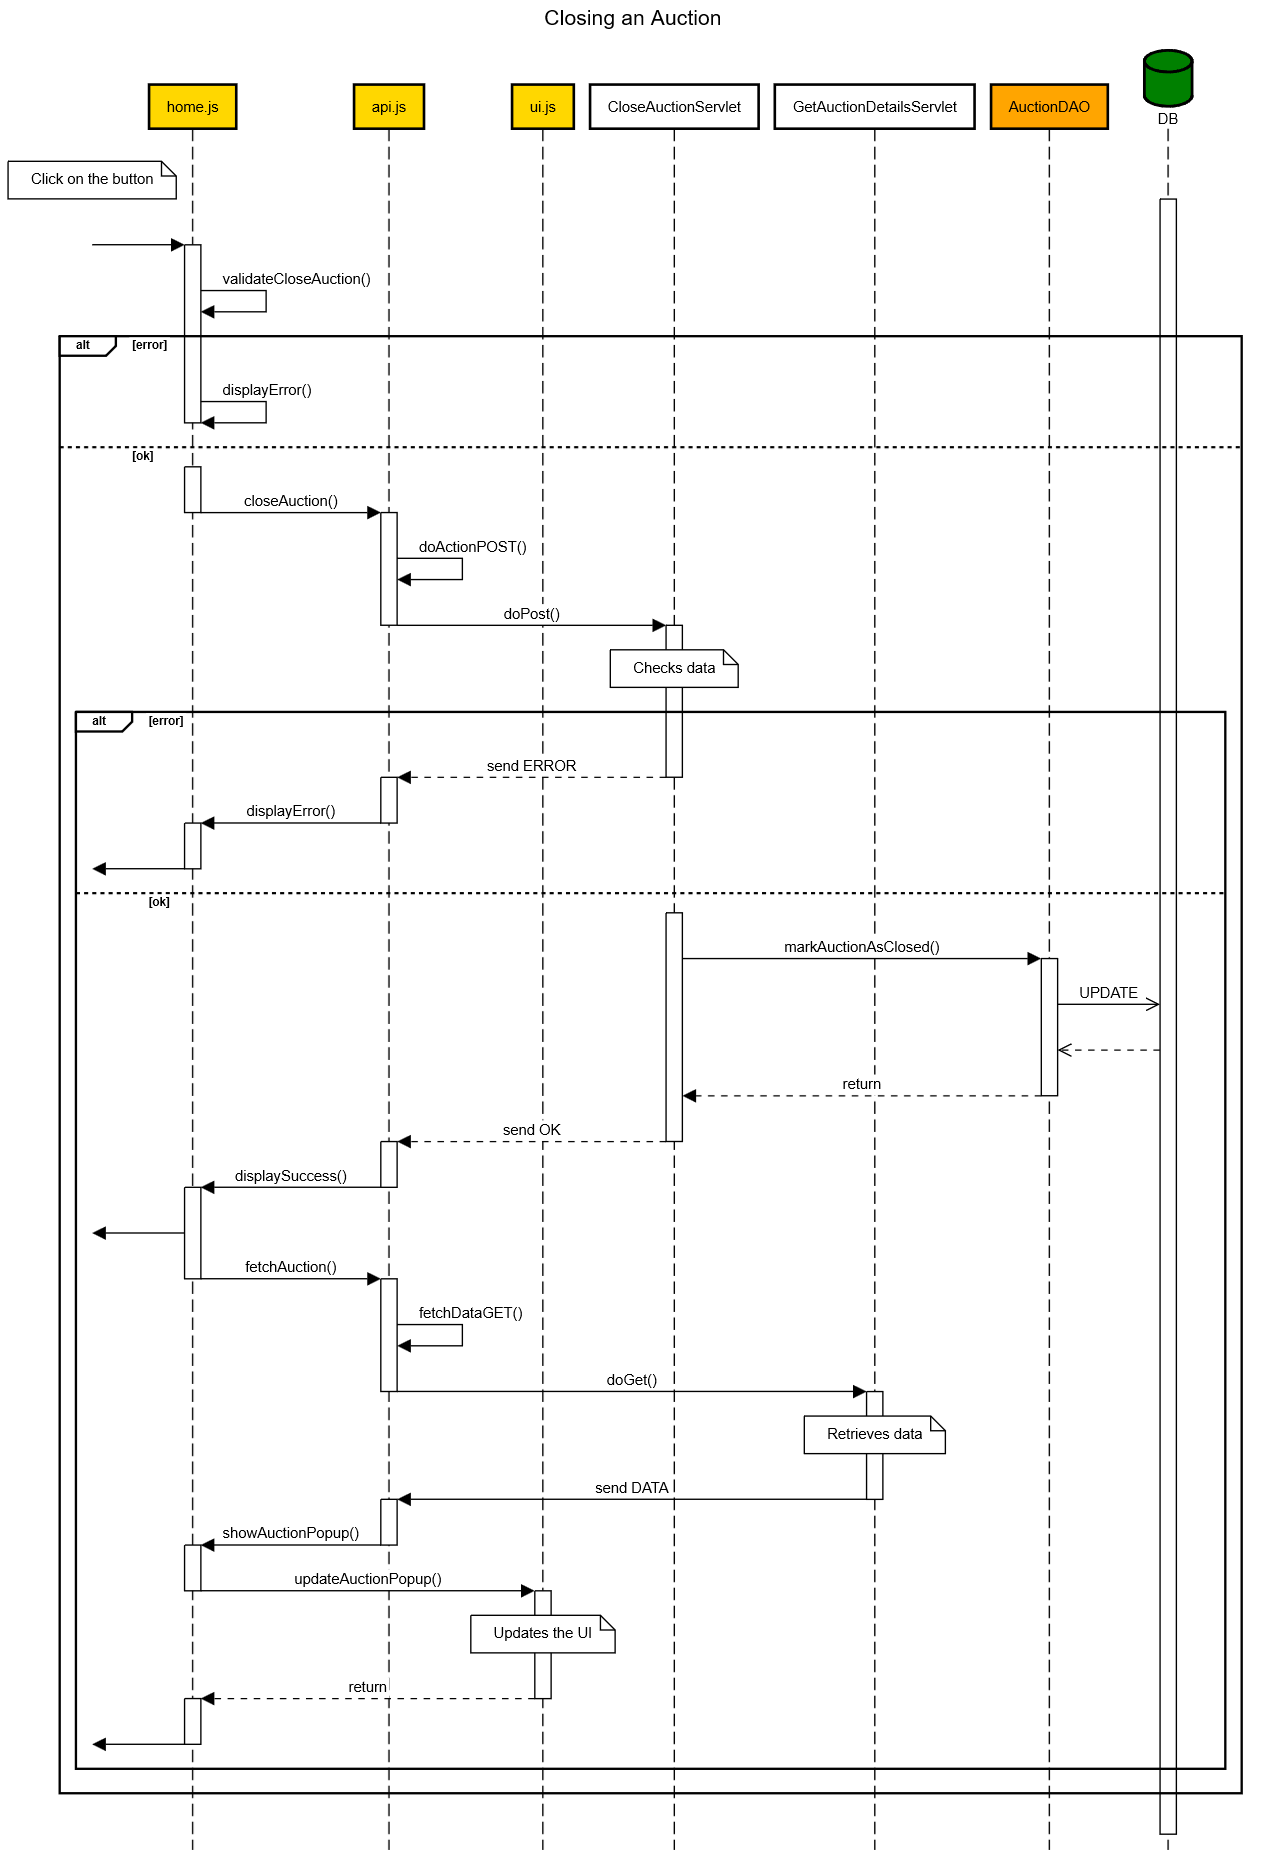 Closing an Auction
home.js
api.js
ui.js
CloseAuctionServlet
GetAuctionDetailsServlet
AuctionDAO
DB
Click on the button
validateCloseAuction()
alt
[error]
displayError()
[ok]
closeAuction()
doActionPOST()
doPost()
Checks data
alt
[error]
send ERROR
displayError()
[ok]
markAuctionAsClosed()
UPDATE
return
send OK
displaySuccess()
fetchAuction()
fetchDataGET()
doGet()
Retrieves data
send DATA
showAuctionPopup()
updateAuctionPopup()
Updates the UI
return